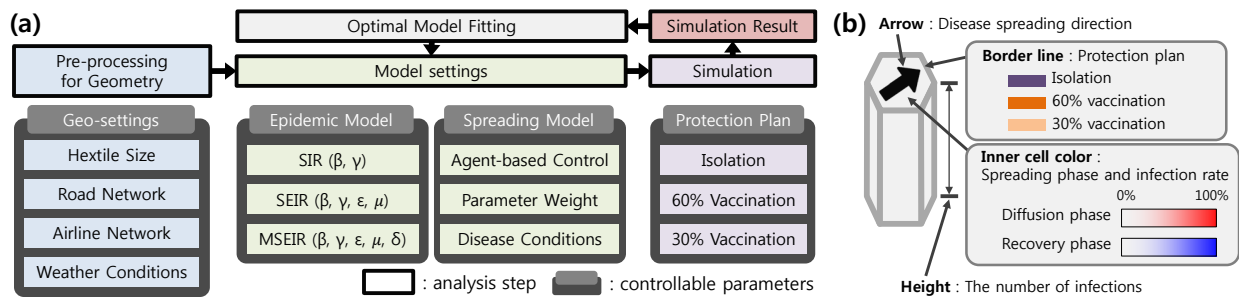 (a)
Optimal Model Fitting
Simulation Result
Pre-processing
for Geometry
Model settings
Simulation
Geo-settings
Hextile Size
Road Network
Airline Network
Weather Conditions
Epidemic Model
SIR (β, γ)
SEIR (β, γ, ε, μ)
MSEIR (β, γ, ε, μ, δ)
Spreading Model
Agent-based Control
Parameter Weight
Disease Conditions
Protection Plan
Isolation
60% Vaccination
30% Vaccination
: analysis step
: controllable parameters
(b)
Arrow : Disease spreading direction
Border line : Protection plan
Isolation
60% vaccination
30% vaccination
Inner cell color :
Spreading phase and infection rate
0% 100%
Diffusion phase
Recovery phase
Height : The number of infections